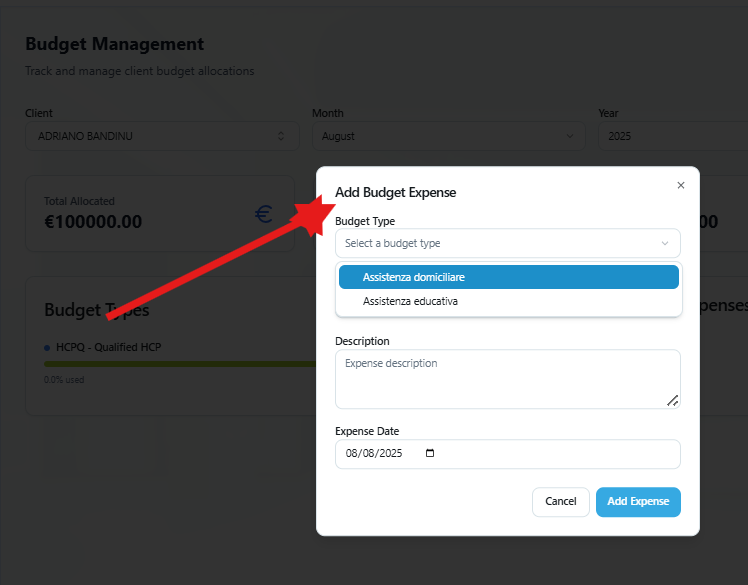 Budget Management
Track and manage client budget allocations
Client
Month
Year
ADRIANO BANDINU
August
2025
Total Allocated
€100000.00
00
Budget Types
penses
HCPQ - Qualified HCP
0.0% used
Add Budget Expense
Budget Type
Select a budget type
Assistenza domiciliare
Assistenza educativa
Description
Expense description
Expense Date
08/08/2025
Cancel
Add Expense